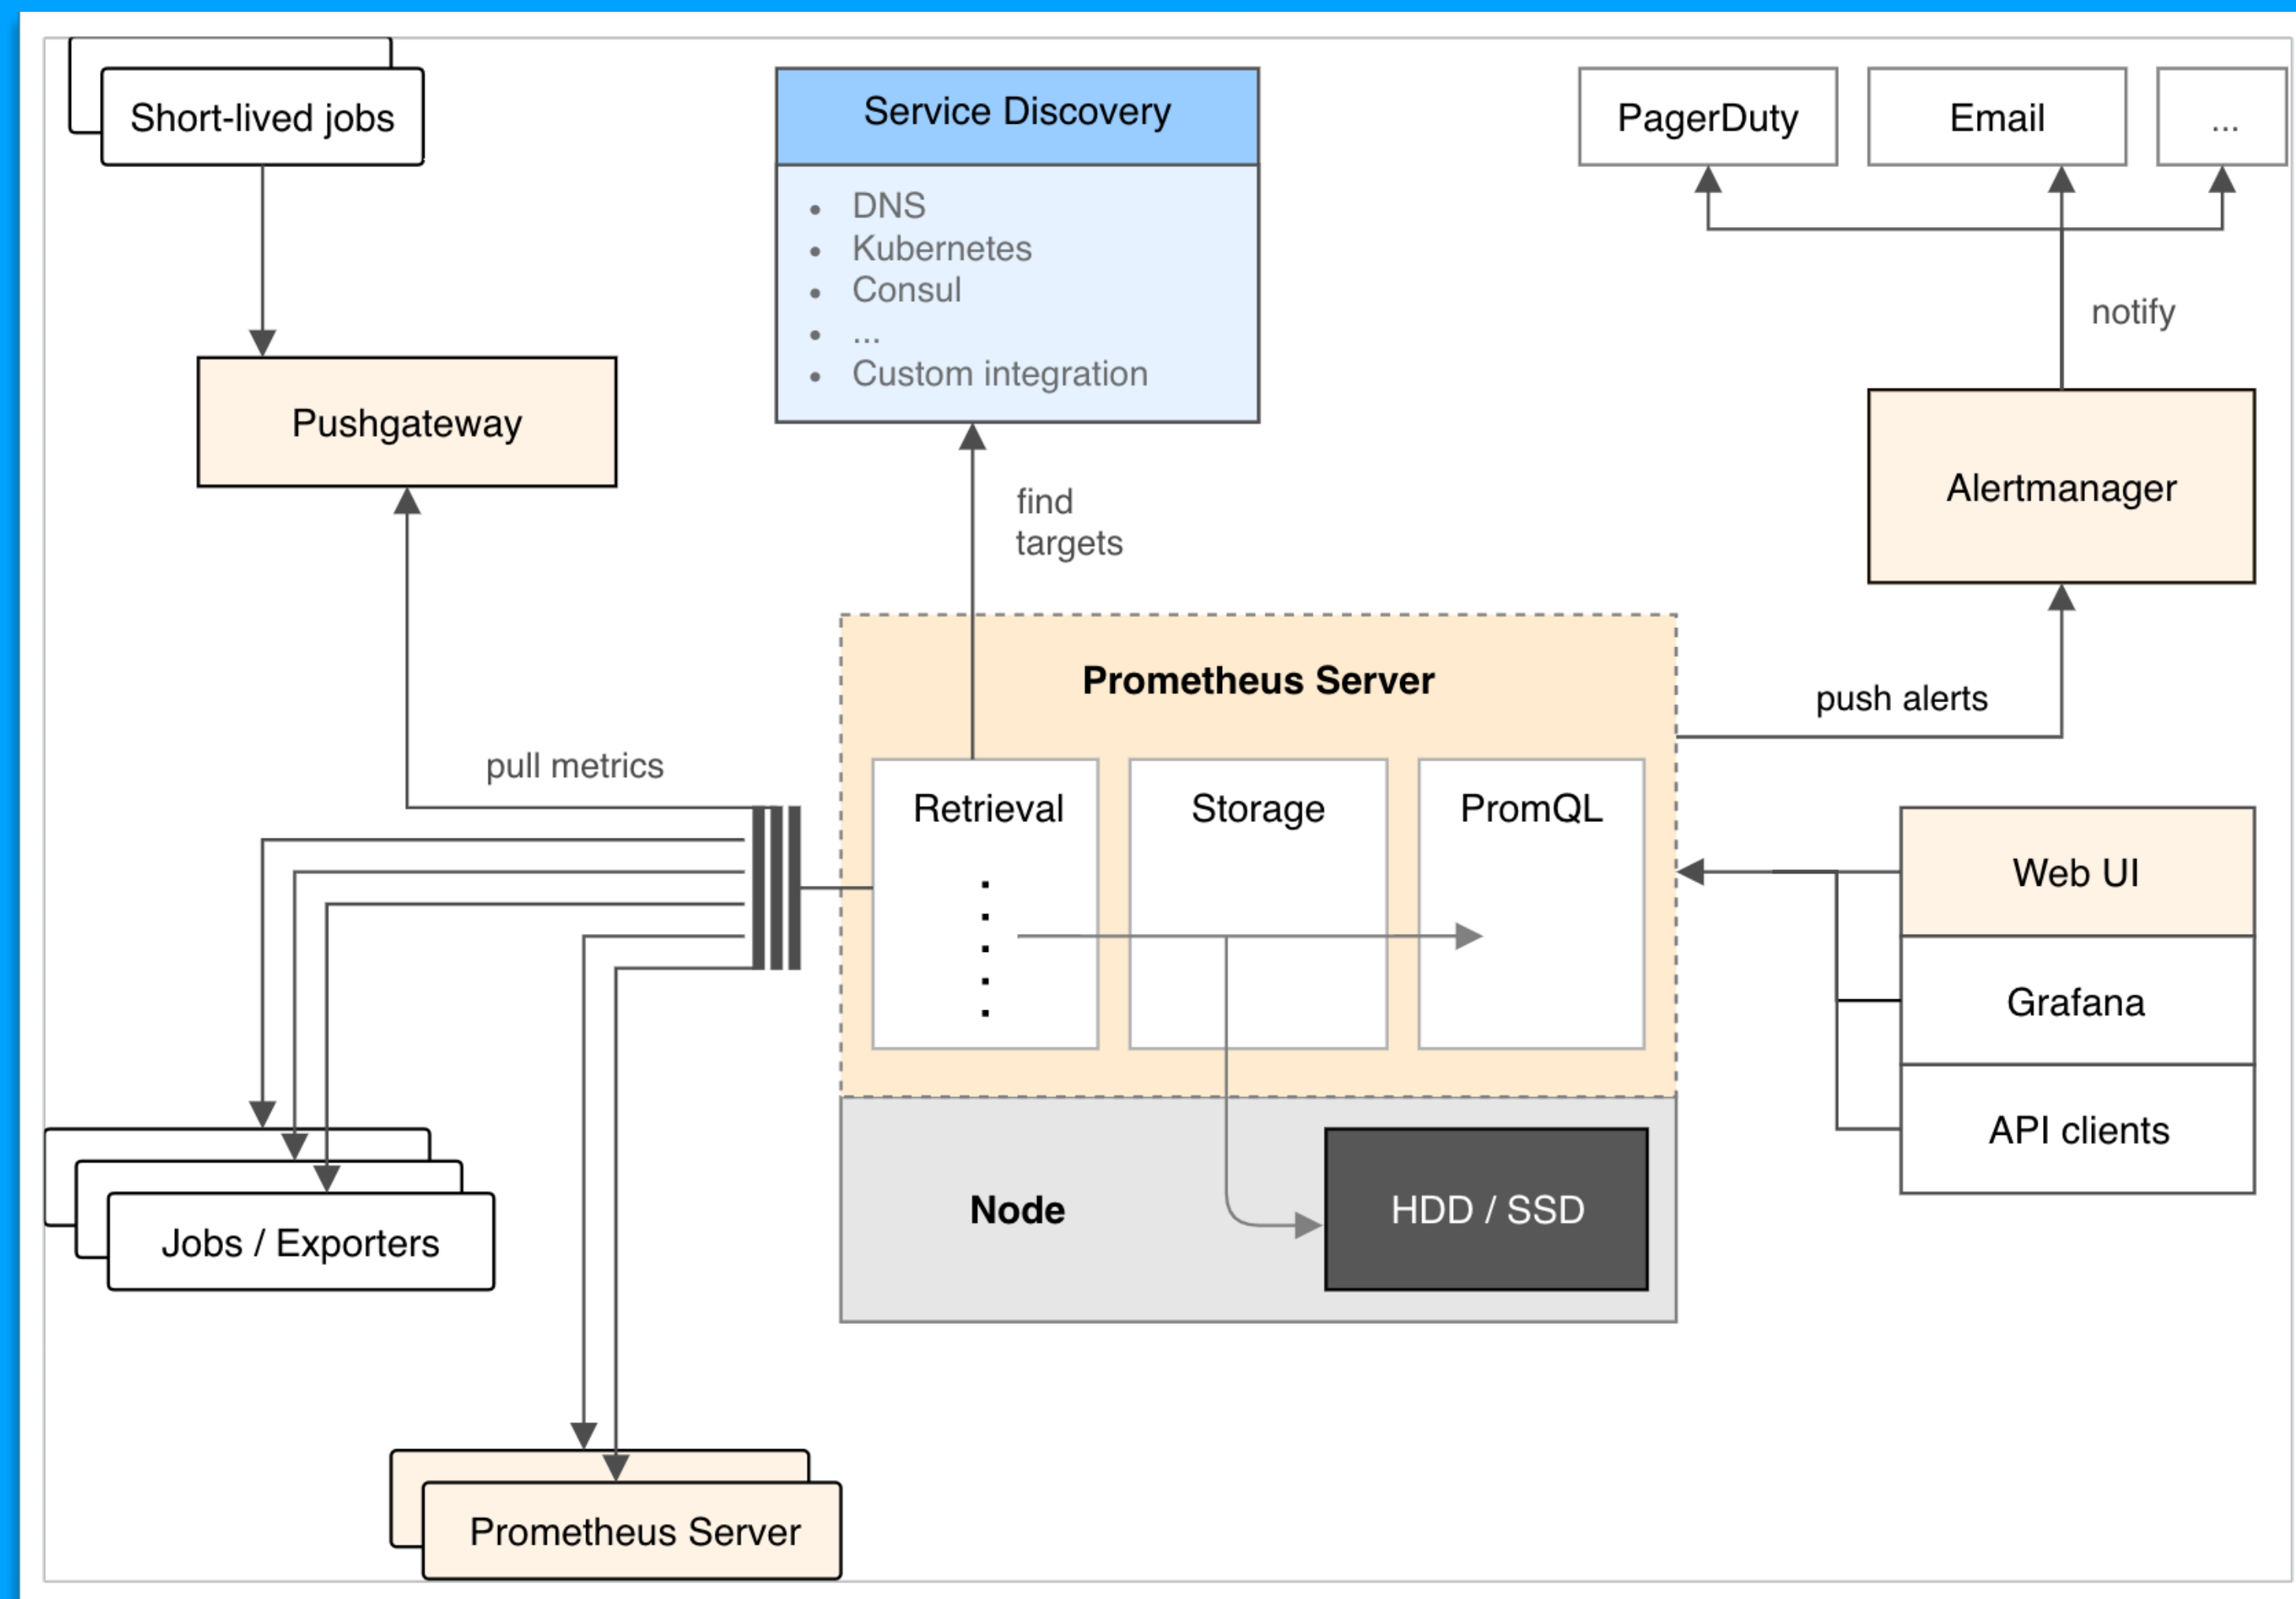 Short-lived jobs
Service Discovery
• DNS
• Kubernetes
• Consul
• ...
• Custom integration
PagerDuty
Email
...
notify
Pushgateway
Alertmanager
find
targets
Prometheus Server
push alerts
pull metrics
Retrieval
Storage
PromQL
Web UI
Grafana
API clients
Node
HDD / SSD
Jobs / Exporters
Prometheus Server